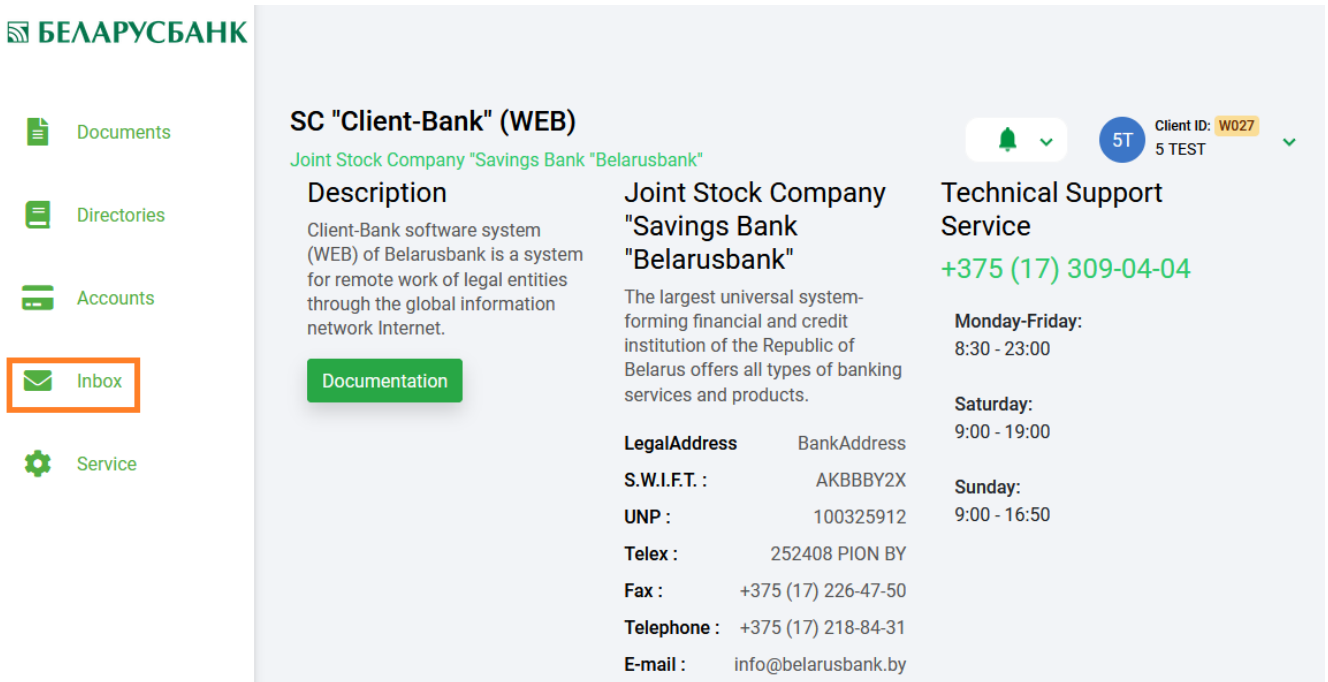 БЕЛАРУСБАНК
Documents
Directories
Accounts
Inbox
Service
SC "Client-Bank" (WEB)
Joint Stock Company "Savings Bank "Belarusbank"
5T
Client ID: W027
5 TEST
Description
Client-Bank software system
(WEB) of Belarusbank is a system
for remote work of legal entities
through the global information
network Internet.
Documentation
Joint Stock Company
"Savings Bank
"Belarusbank"
The largest universal system-
forming financial and credit
institution of the Republic of
Belarus offers all types of banking
services and products.
LegalAddress BankAddress
S.W.I.F.T. : AKBBBY2X
UNP : 100325912
Telex : 252408 PION BY
Fax : +375 (17) 226-47-50
Telephone : +375 (17) 218-84-31
E-mail : info@belarusbank.by
Technical Support
Service
+375 (17) 309-04-04
Monday-Friday:
8:30 - 23:00
Saturday:
9:00 - 19:00
Sunday:
9:00 - 16:50